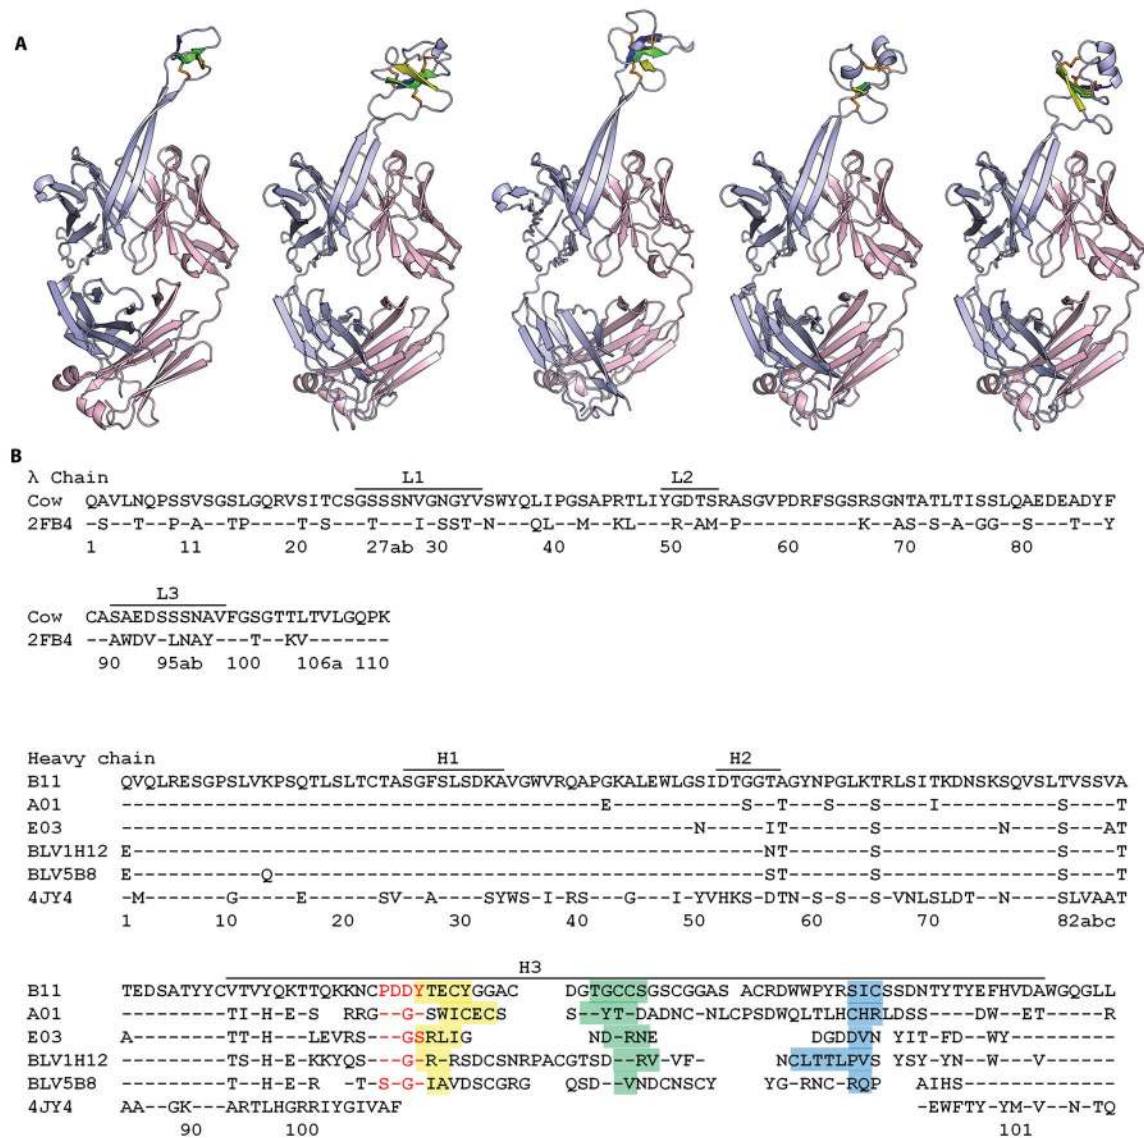 A
B
λ Chain
L1 L2
Cow QAVLNQPSSVSGSLGQRVSITCSGSSSNVGNGYVSWYQLIPGSAPRTLIYGDTSRASGVPDRFSGSRSGNTATLTISSLQAEDEADYF
2FB4 -S--T--P-A--TP----T-S---T---I-SST-N---QL--M--KL---R-AM-P----------K--AS--S-A-GG--S----T--Y
1 11 20 27ab 30 40 50 60 70 80
L3
Cow CASAEDSSSNAVFGSGTTLTVLGQPK
2FB4 --AWDV-LNAY---T--KV-------
90 95ab 100 106a 110
Heavy chain
H1 H2
B11 QVQLRESGPSLVKPSQTLSLTCTASGFSLSDKAVGWVRQAPGKALEWLGSIDTGGTAGYNPGLKTRLSITKDNSKSQVSLTVSSVA
A01 -----------------------------------------E-----------S--T---S---S----I----------S----T
E03 -------------------------------------------------N-----IT-------S----------N----S---AT
BLV1H12 E-----------------------------------------------------NT-------S---------------S----T
BLV5B8 E-----------Q-----------------------------------------ST-------S---------------S----T
4JY4 -M-------G-----E------SV--A----SYWS-I-RS----G---I-YVHKS-DTN-S--S--VNLSLDT--N----SLVAAT
1 10 20 30 40 50 60 70 82abc
H3
B11 TEDSATYYCVTVYQKTTQKKNCPDDYTECYGGAC DGTGCCSGSCGGAS ACRDWWPYRSICSSDNTYTYEFHVDAWGQGLL
A01 ---------TI-H-E-S RRG--G-SWICECS S--YT-DADNC-NLCPSDWQLTLHCHRLDSS----DW---ET-----R--
E03 A--------TT-H---LEVRS---GSRLIG ND-RNE DGDDVN YYIT-FD--WY-----------
BLV1H12 ---------TS-H-E-KKYQS---G-R-RSDCSNRPACGTSD---RV-VF- NCLTTLPVS YSY-YN---W----V------
BLV5B8 ---------TH-E-R -T-S-G-IAVDSCGRG QSD--VNDCNSCY YG-RNC-RQP AIHS----------------
4JY4 AA--GK---ARTLHGRRIYGIVAF -EWFTY-YM-V--N-TQ
90 100 101